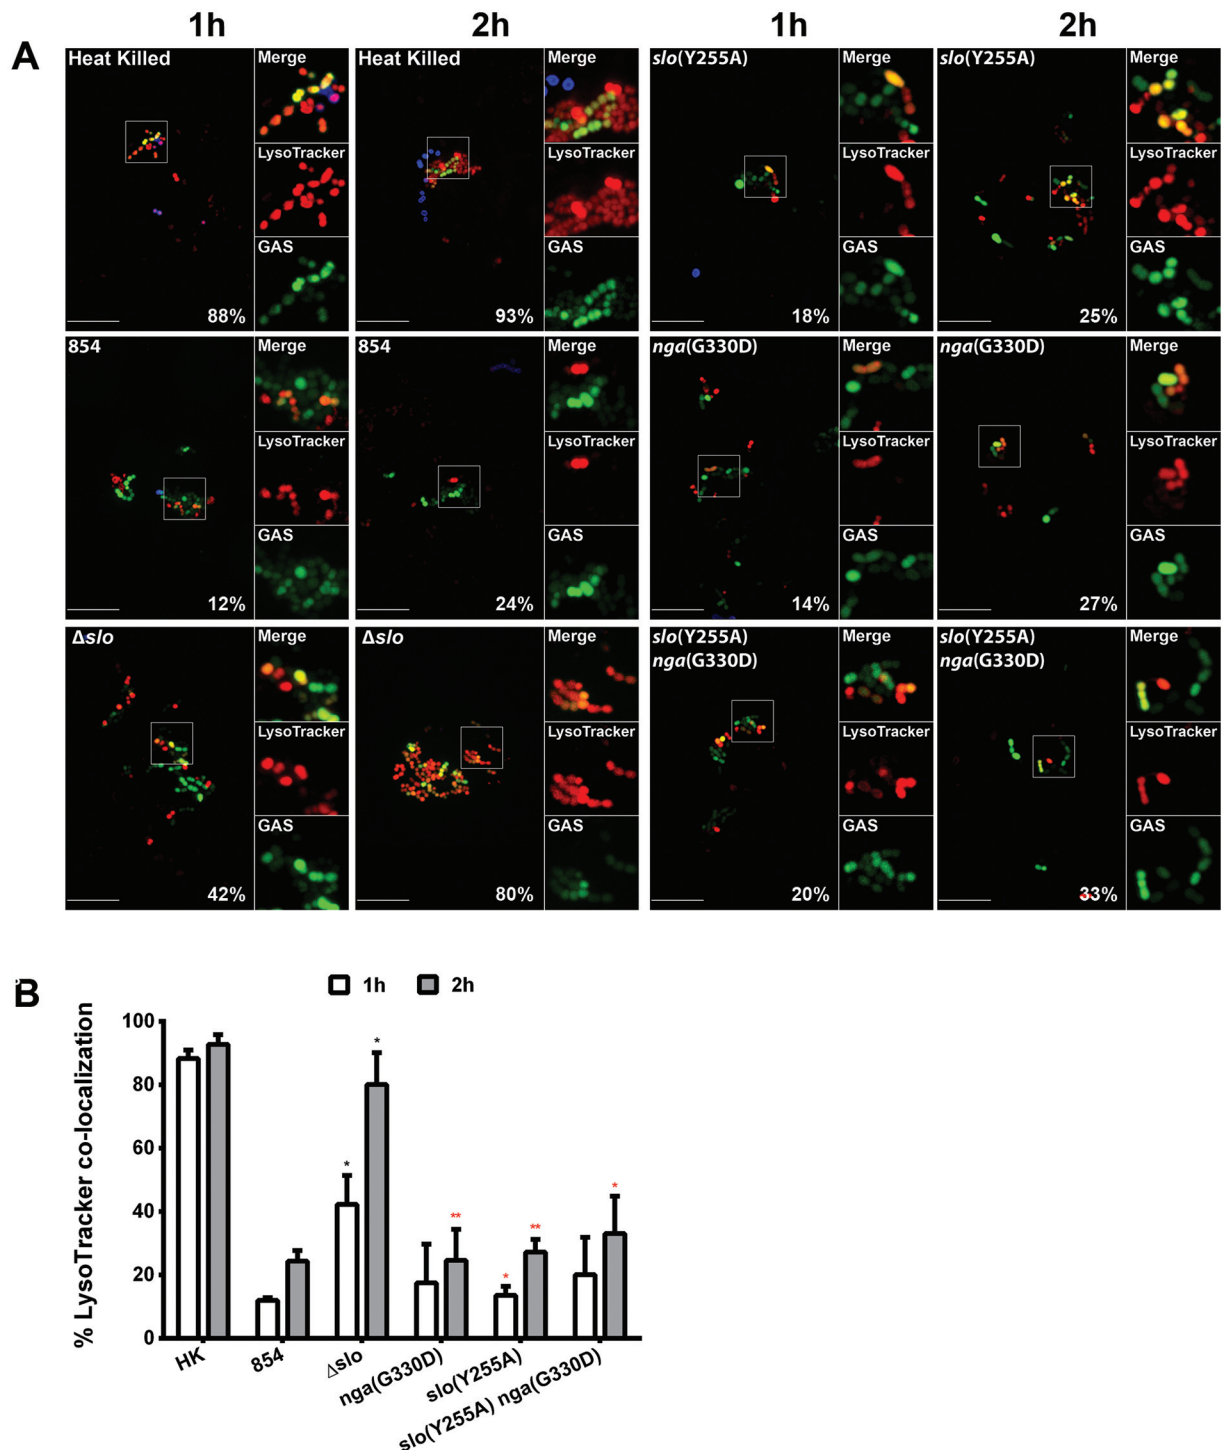 1h 2h 1h 2h
A
Heat Killed Merge Heat Killed Merge slo(Y255A) Merge slo(Y255A) Merge
LysoTracker LysoTracker LysoTracker LysoTracker
GAS GAS GAS GAS
88% 93% 18% 25%
854 Merge 854 Merge nga(G330D) Merge nga(G330D) Merge
LysoTracker LysoTracker LysoTracker LysoTracker
GAS GAS GAS GAS
12% 24% 14% 27%
Δslo Merge Δslo Merge slo(Y255A) Merge slo(Y255A) Merge
nga(G330D) nga(G330D)
LysoTracker LysoTracker LysoTracker LysoTracker
GAS GAS GAS GAS
42% 80% 20% 33%
B
1h 2h
% LysoTracker co-localization
100
80
60
40
20
0
* * ** * ** *
HK 854 Δslo nga(G330D) slo(Y255A) slo(Y255A) nga(G330D)